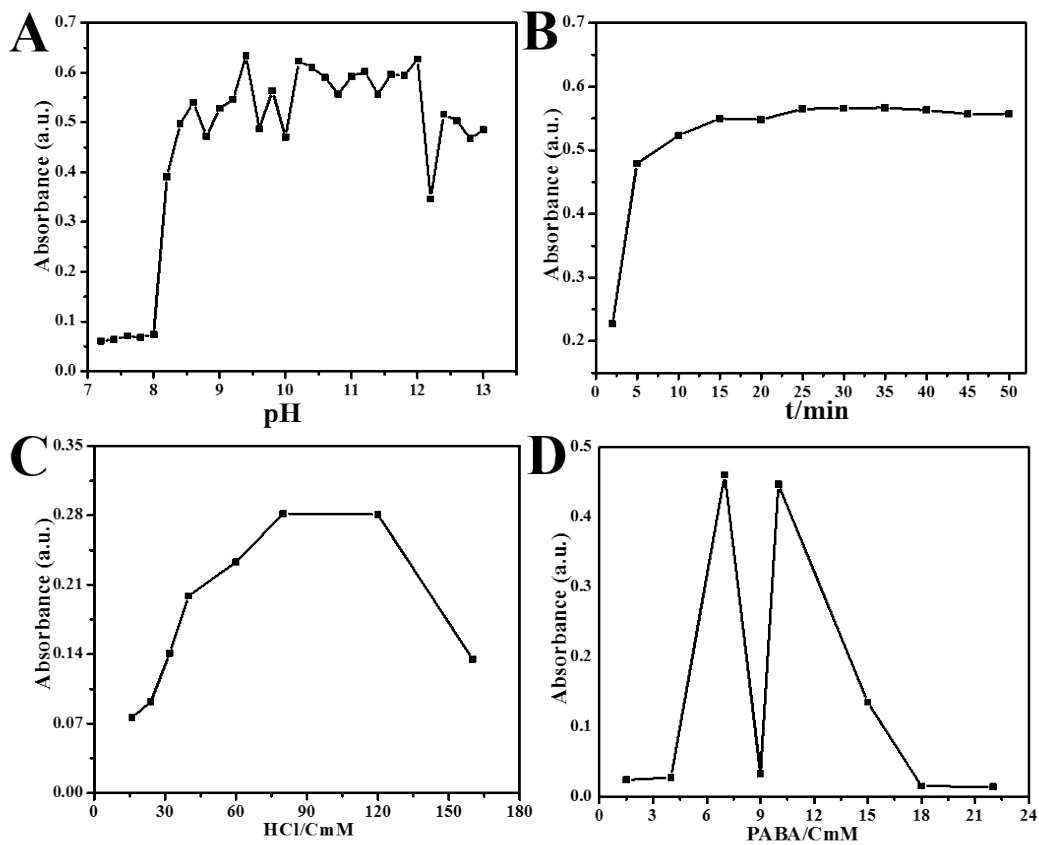 A
0.7
0.6
0.5
0.4
0.3
0.2
0.1
0.0
Absorbance (a.u.)
7 8 9 10 11 12 13
pH
B
0.7
0.6
0.5
0.4
0.3
0.2
Absorbance (a.u.)
0 5 10 15 20 25 30 35 40 45 50
t/min
C
0.35
0.28
0.21
0.14
0.07
0.00
Absorbance (a.u.)
0 30 60 90 120 150 180
HCl/CmM
D
0.5
0.4
0.3
0.2
0.1
0.0
Absorbance (a.u.)
0 3 6 9 12 15 18 21 24
PABA/CmM